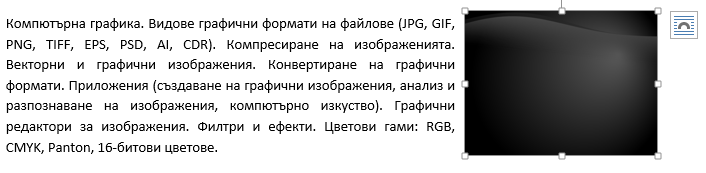 Компютърна графика. Видове графични формати на файлове (JPG, GIF,
PNG, TIFF, EPS, PSD, AI, CDR). Компресиране на изображенията.
Векторни и графични изображения. Конвертиране на графични
формати. Приложения (създаване на графични изображения, анализ и
разпознаване на изображения, компютърно изкуство). Графични
редактори за изображения. Филтри и ефекти. Цветови гами: RGB,
CMYK, Panton, 16-битови цветове.